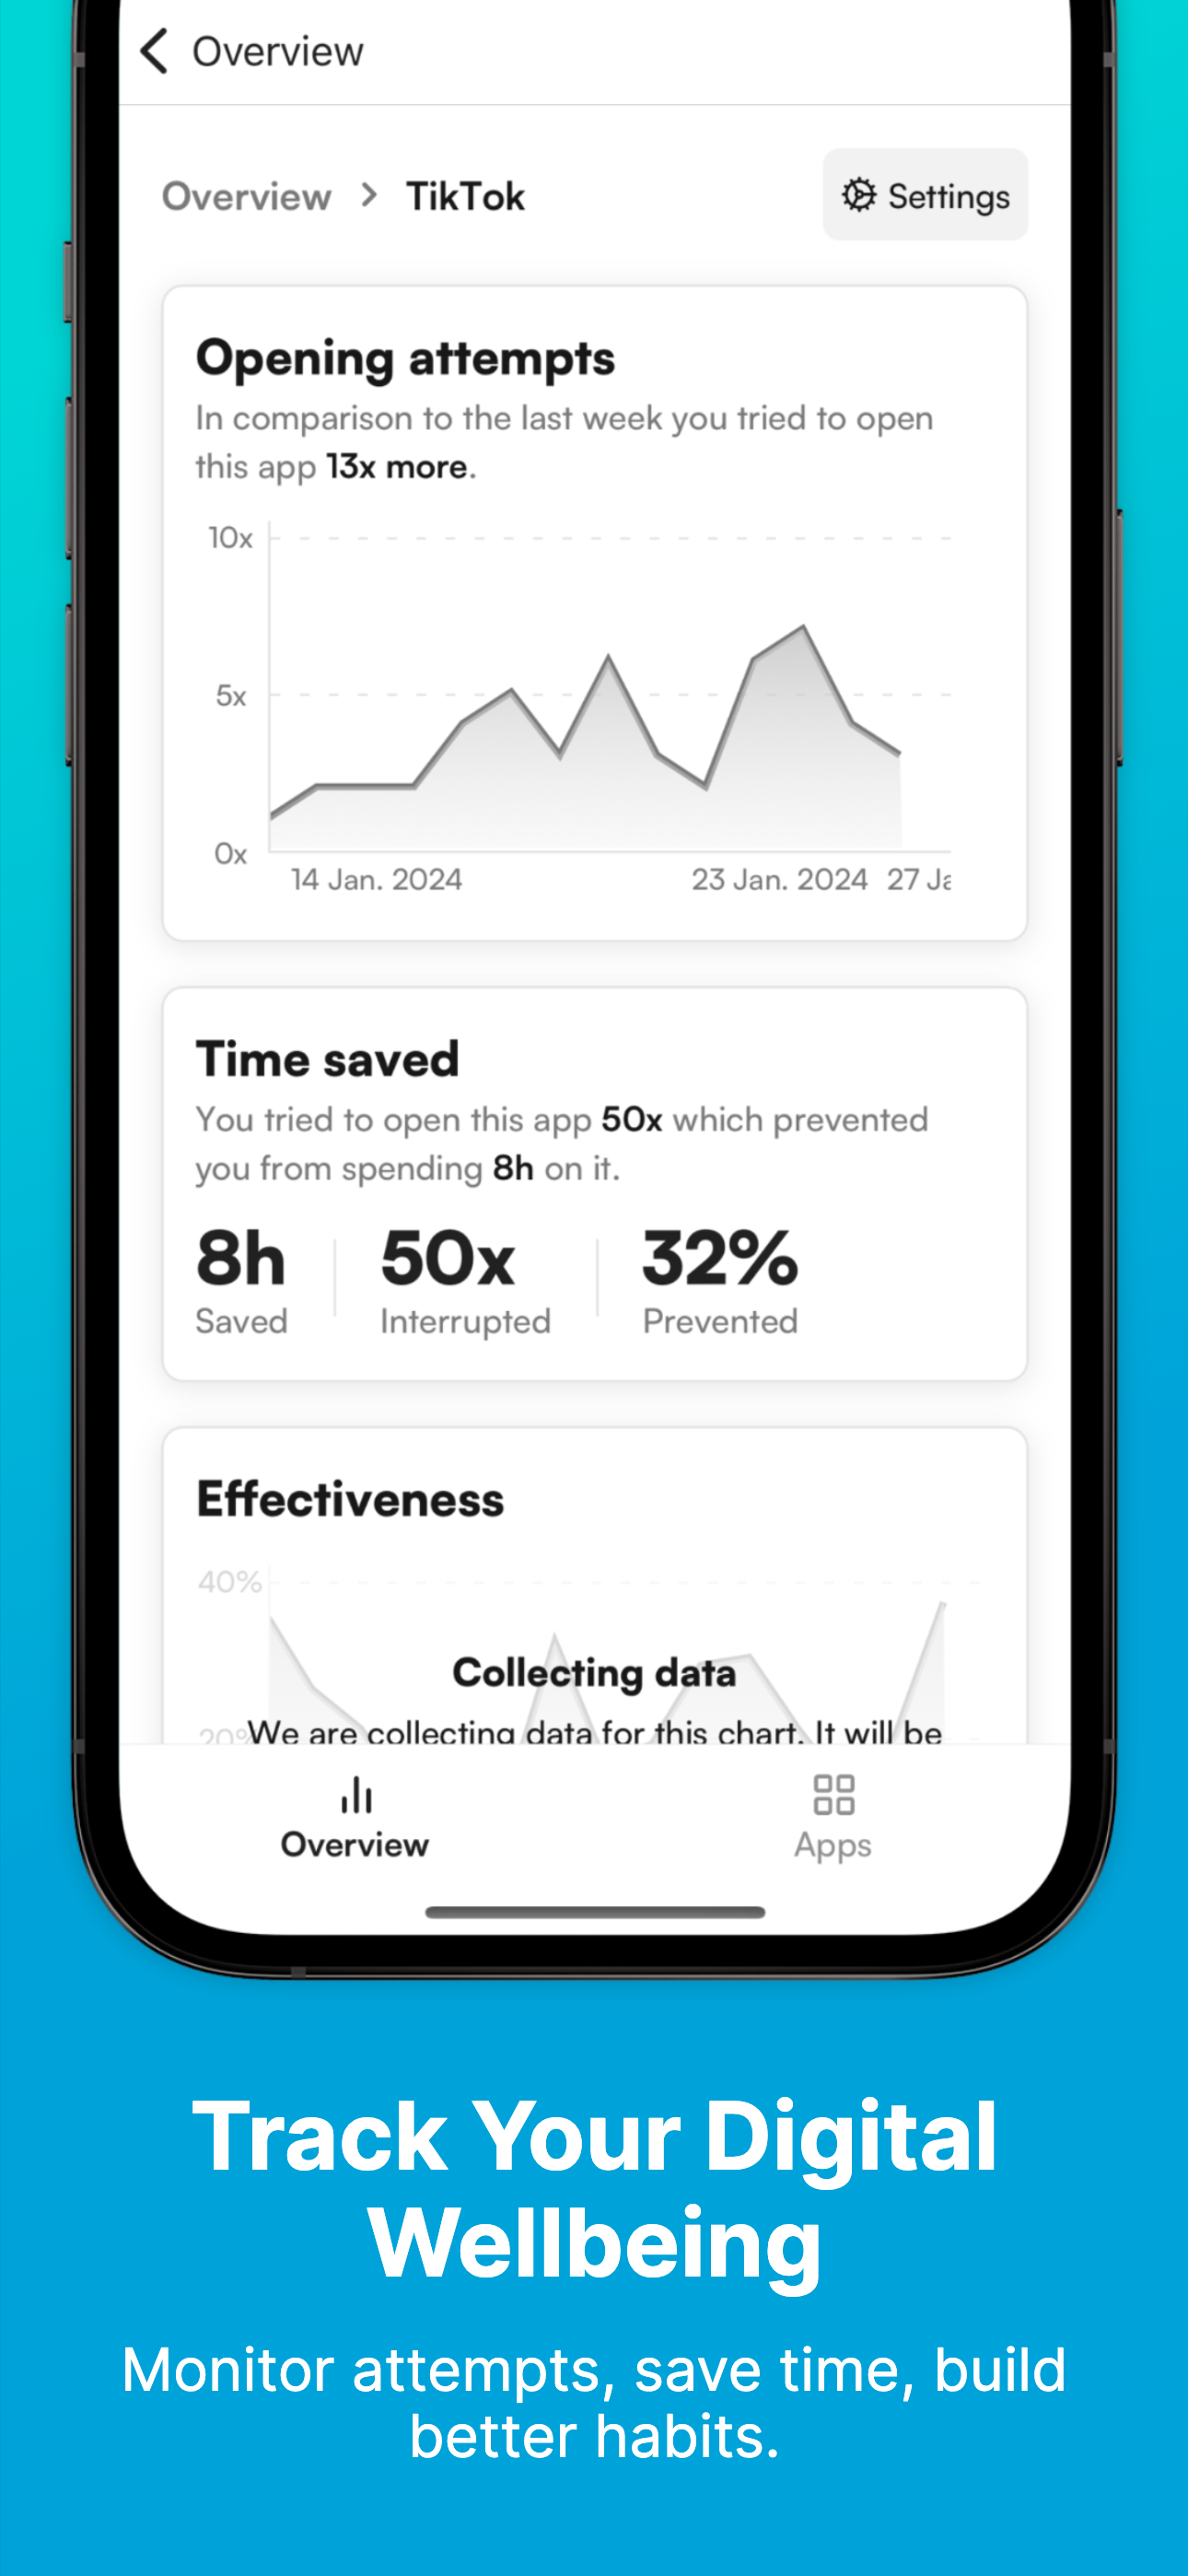 Overview
Overview > TikTok
Settings
Opening attempts
In comparison to the last week you tried to open
this app 13x more.
10x
5x
0x
14 Jan. 2024
23 Jan. 2024
27 Ja
Time saved
You tried to open this app 50x which prevented
you from spending 8h on it.
8h
Saved
50x
Interrupted
32%
Prevented
Effectiveness
40%
Collecting data
20%
We are collecting data for this chart. It will be
Overview
Apps
Track Your Digital
Wellbeing
Monitor attempts, save time, build
better habits.